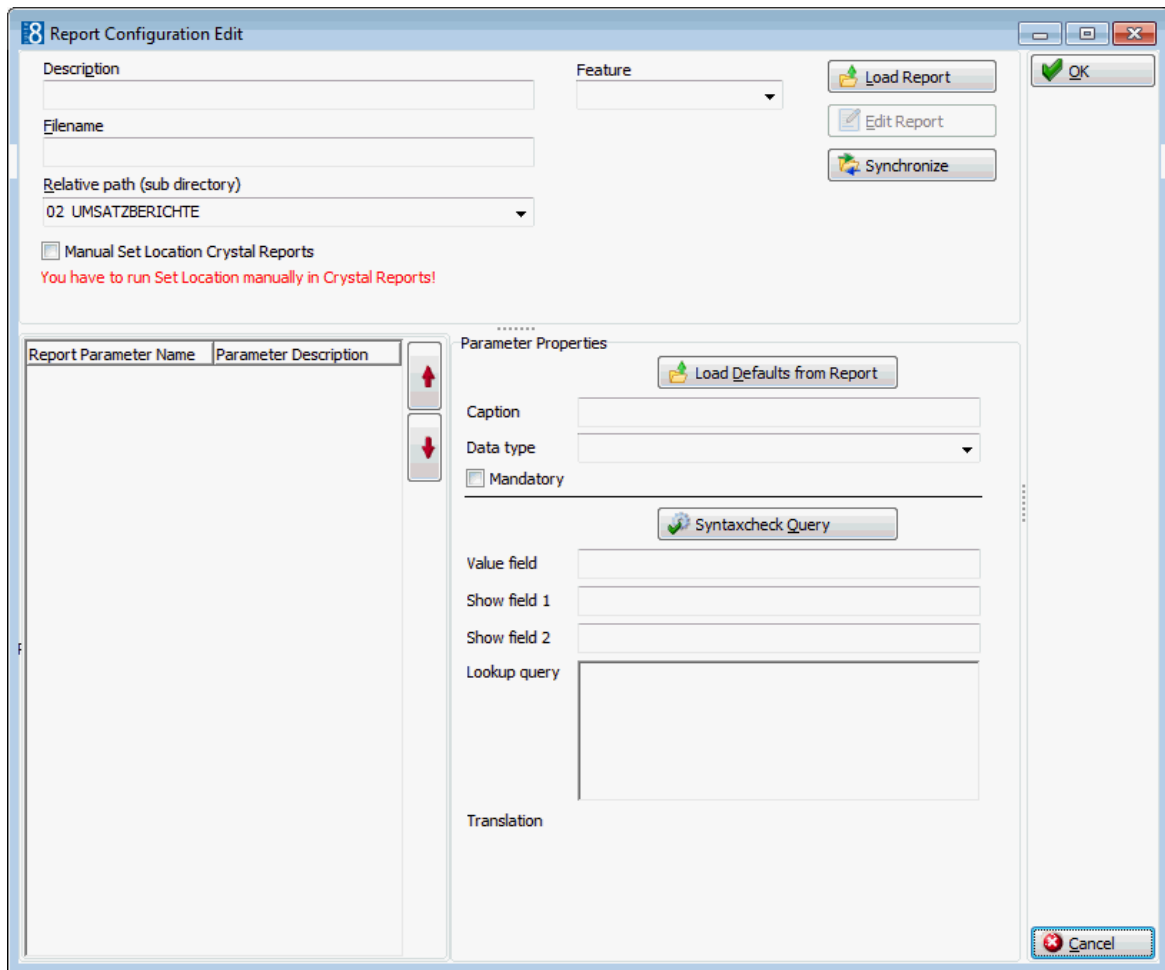 8 Report Configuration Edit
Description
Feature
Load Report
OK
Edit Report
Filename
Synchronize
Relative path (sub directory)
02 UMSATZBERICHTE
Manual Set Location Crystal Reports
You have to run Set Location manually in Crystal Reports!
Report Parameter Name Parameter Description
Parameter Properties
Load Defaults from Report
Caption
Data type
Mandatory
Syntaxcheck Query
Value field
Show field 1
Show field 2
Lookup query
Translation
Cancel